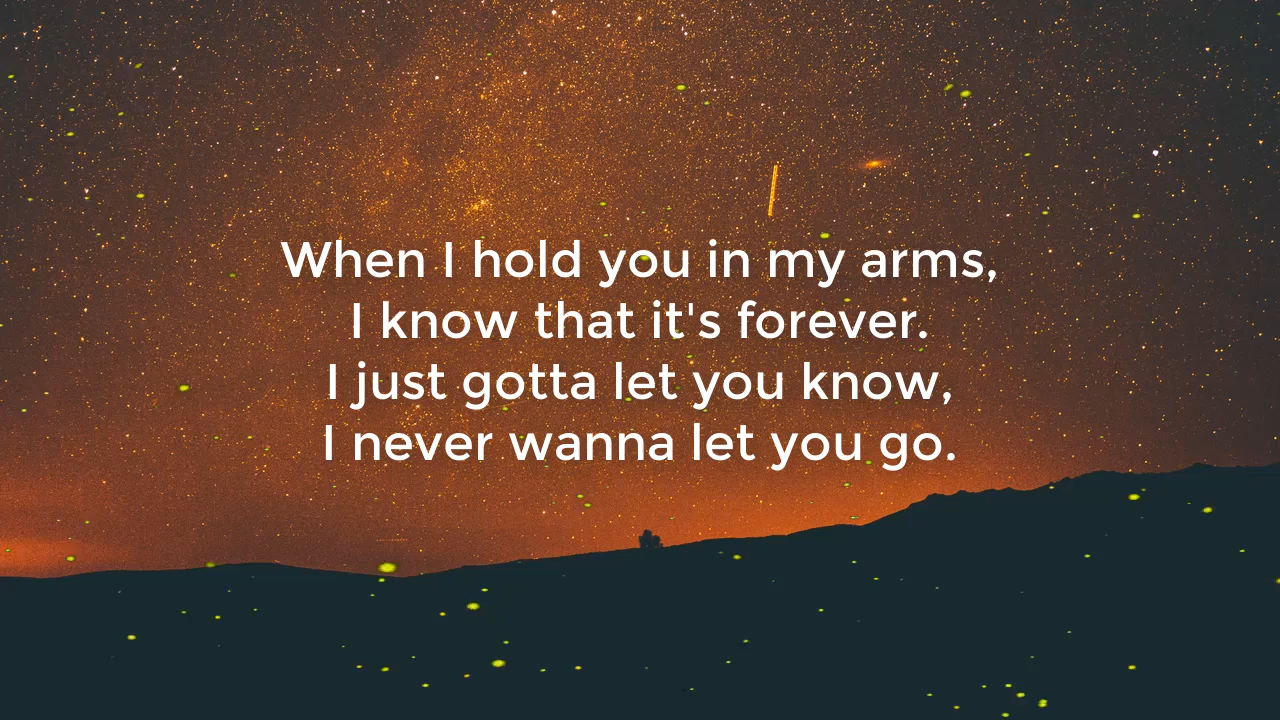 When I hold you in my arms,
I know that it's forever.
I just gotta let you know,
I never wanna let you go.